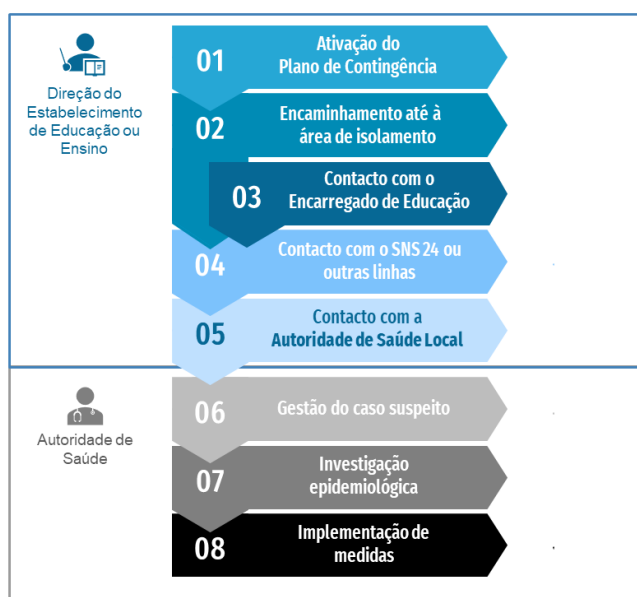 Direção do
Estabelecimento
de Educação ou
Ensino
01
Ativação do
Plano de Contingência
02
Encaminhamento até à
área de isolamento
03
Contacto com o
Encarregado de Educação
04
Contacto com o SNS 24 ou
outras linhas
05
Contacto com a
Autoridade de Saúde Local
Autoridade de
Saúde
06
Gestão do caso suspeito
07
Investigação
epidemiológica
08
Implementação de
medidas